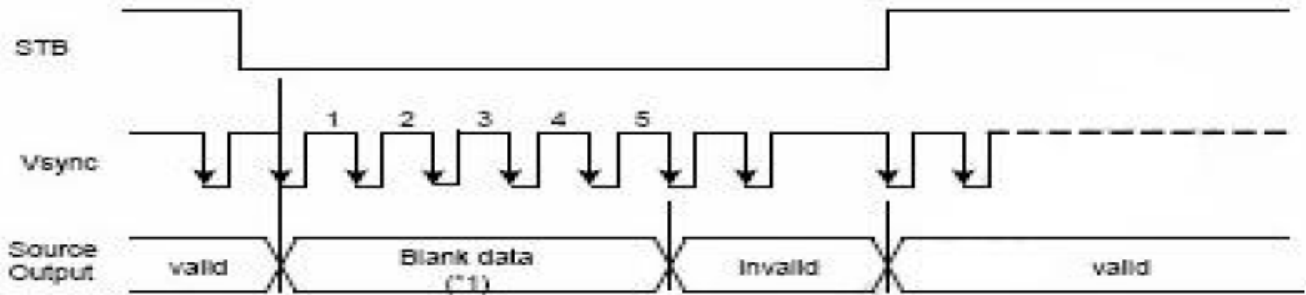 STB
1 2 3 4 5
Vsync
Source
Output
valid
Blank data
(*1)
Invalid
valid